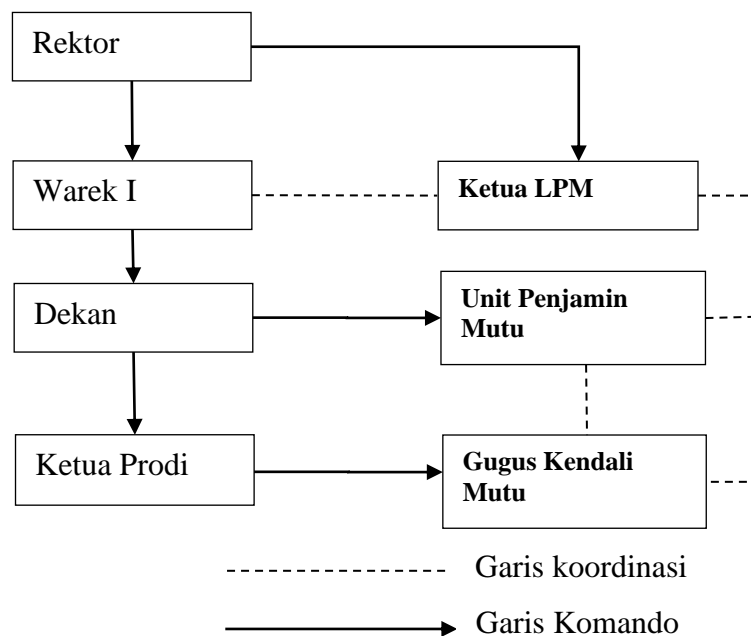 Rektor
Warek I
Ketua LPM
Dekan
Unit Penjamin
Mutu
Ketua Prodi
Gugus Kendali
Mutu
Garis koordinasi
Garis Komando